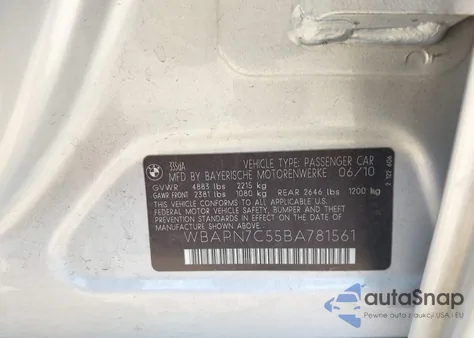 335dA
VEHICLE TYPE: PASSENGER CAR
MFD BY BAYERISCHE MOTORENWERKE 06/10
GVWR 4883 lbs 2215 kg
GAWR FRONT 2381 lbs 1080 kg REAR 2646 lbs 1200 kg
THIS VEHICLE CONFORMS TO ALL APPLICABLE U.S.
FEDERAL MOTOR VEHICLE SAFETY, BUMPER AND THEFT
PREVENTION STANDARDS IN EFFECT ON THE DATE OF
MANUFACTURE SHOWN ABOVE.
WBAPN7C55BA781561
autoSnap
Pewne auta z aukcji USA - EU